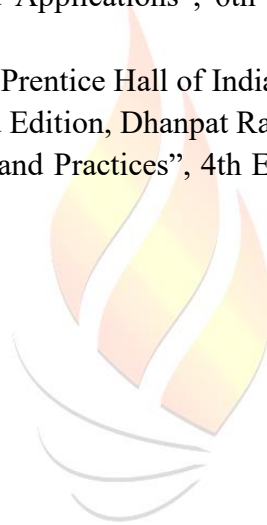 Applications”, 6th
Prentice Hall of India
Edition, Dhanpat Ra
and Practices”, 4th E